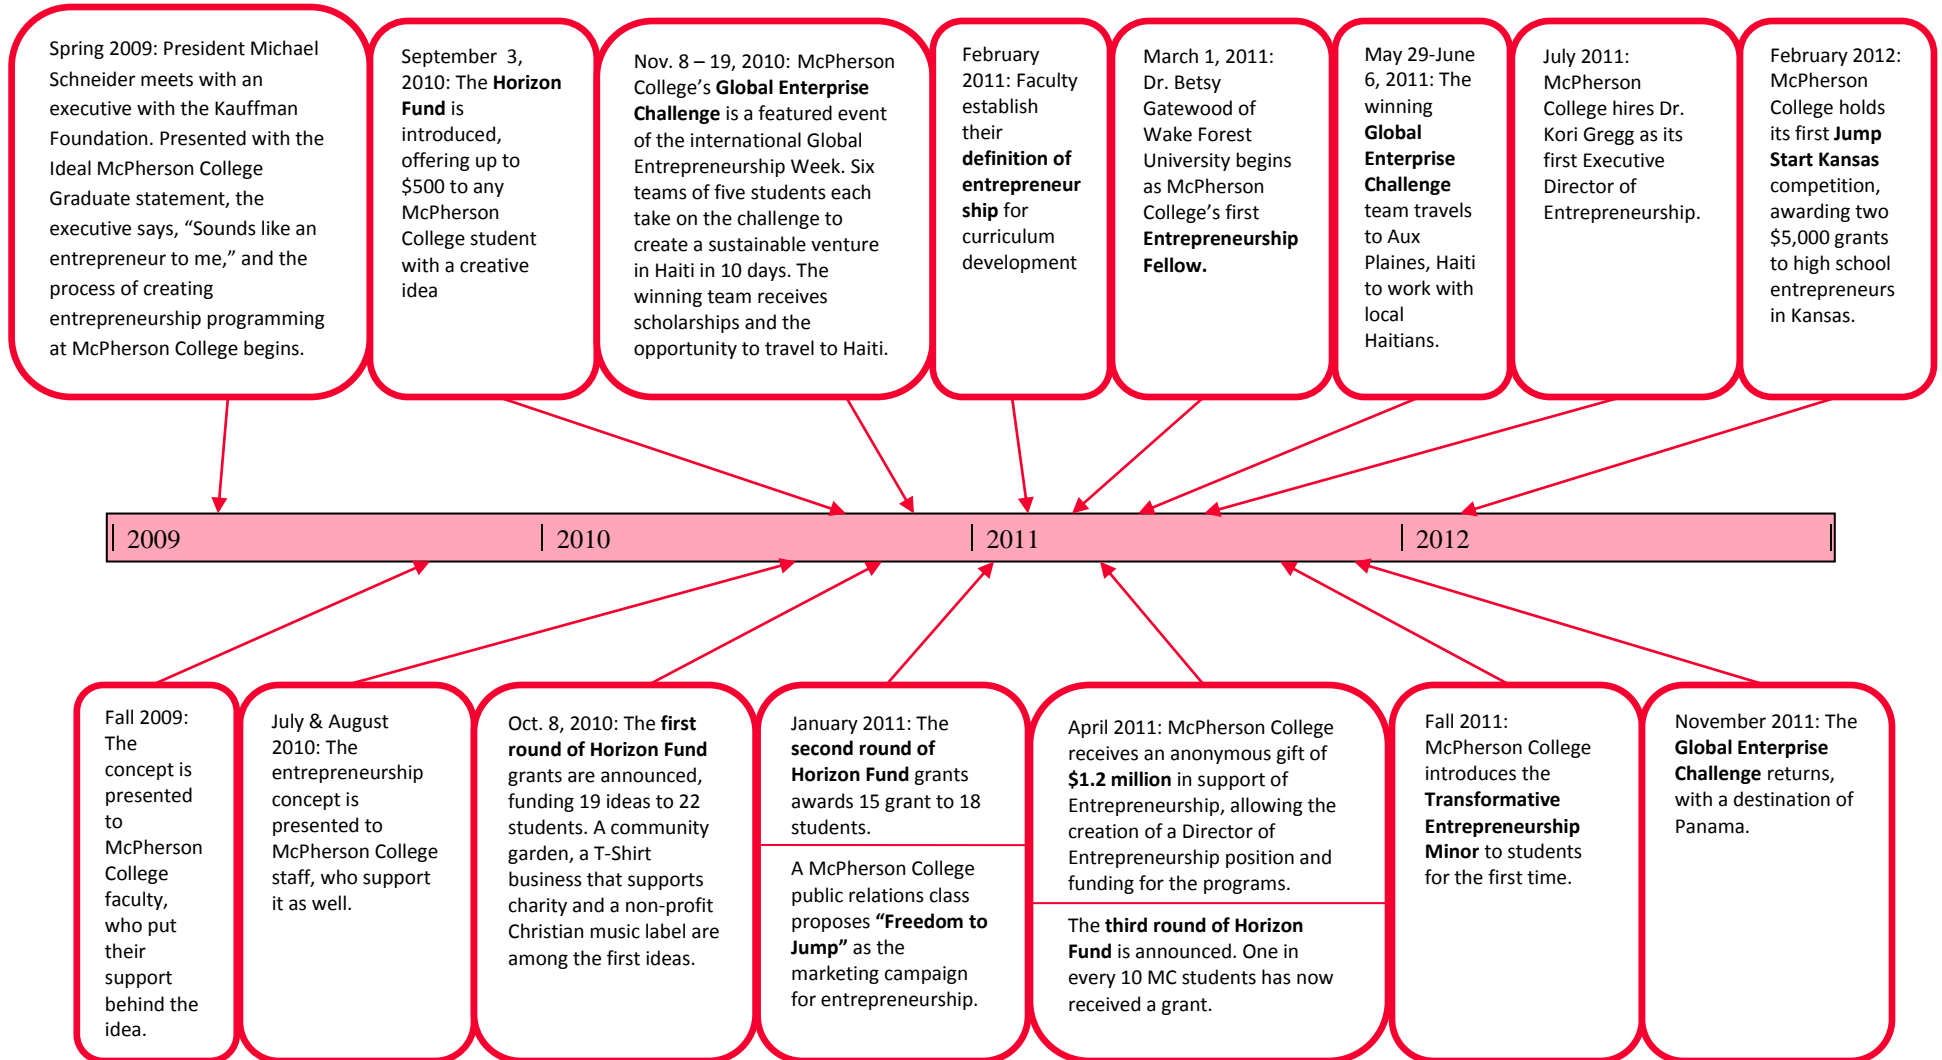 Spring 2009: President Michael
Schneider meets with an
executive with the Kauffman
Foundation. Presented with the
Ideal McPherson College
Graduate statement, the
executive says, “Sounds like an
entrepreneur to me,” and the
process of creating
entrepreneurship programming
at McPherson College begins.
September 3,
2010: The Horizon
Fund is
introduced,
offering up to
$500 to any
McPherson
College student
with a creative
idea
Nov. 8 – 19, 2010: McPherson
College’s Global Enterprise
Challenge is a featured event
of the international Global
Entrepreneurship Week. Six
teams of five students each
take on the challenge to
create a sustainable venture
in Haiti in 10 days. The
winning team receives
scholarships and the
opportunity to travel to Haiti.
February
2011: Faculty
establish
their
definition of
entrepreneur
ship for
curriculum
development
March 1, 2011:
Dr. Betsy
Gatewood of
Wake Forest
University begins
as McPherson
College’s first
Entrepreneurship
Fellow.
May 29-June
6, 2011: The
winning
Global
Enterprise
Challenge
team travels
to Aux
Plaines, Haiti
to work with
local
Haitians.
July 2011:
McPherson
College hires Dr.
Kori Gregg as its
first Executive
Director of
Entrepreneurship.
February 2012:
McPherson
College holds
its first Jump
Start Kansas
competition,
awarding two
$5,000 grants
to high school
entrepreneurs
in Kansas.
2009
2010
2011
2012
Fall 2009:
The
concept is
presented
to
McPherson
College
faculty,
who put
their
support
behind the
idea.
July & August
2010: The
entrepreneurship
concept is
presented to
McPherson College
staff, who support
it as well.
Oct. 8, 2010: The first
round of Horizon Fund
grants are announced,
funding 19 ideas to 22
students. A community
garden, a T-Shirt
business that supports
charity and a non-profit
Christian music label are
among the first ideas.
January 2011: The
second round of
Horizon Fund grants
awards 15 grant to 18
students.
A McPherson College
public relations class
proposes “Freedom to
Jump” as the
marketing campaign
for entrepreneurship.
April 2011: McPherson College
receives an anonymous gift of
$1.2 million in support of
Entrepreneurship, allowing the
creation of a Director of
Entrepreneurship position and
funding for the programs.
The third round of Horizon
Fund is announced. One in
every 10 MC students has now
received a grant.
Fall 2011:
McPherson College
introduces the
Transformative
Entrepreneurship
Minor to students
for the first time.
November 2011: The
Global Enterprise
Challenge returns,
with a destination of
Panama.